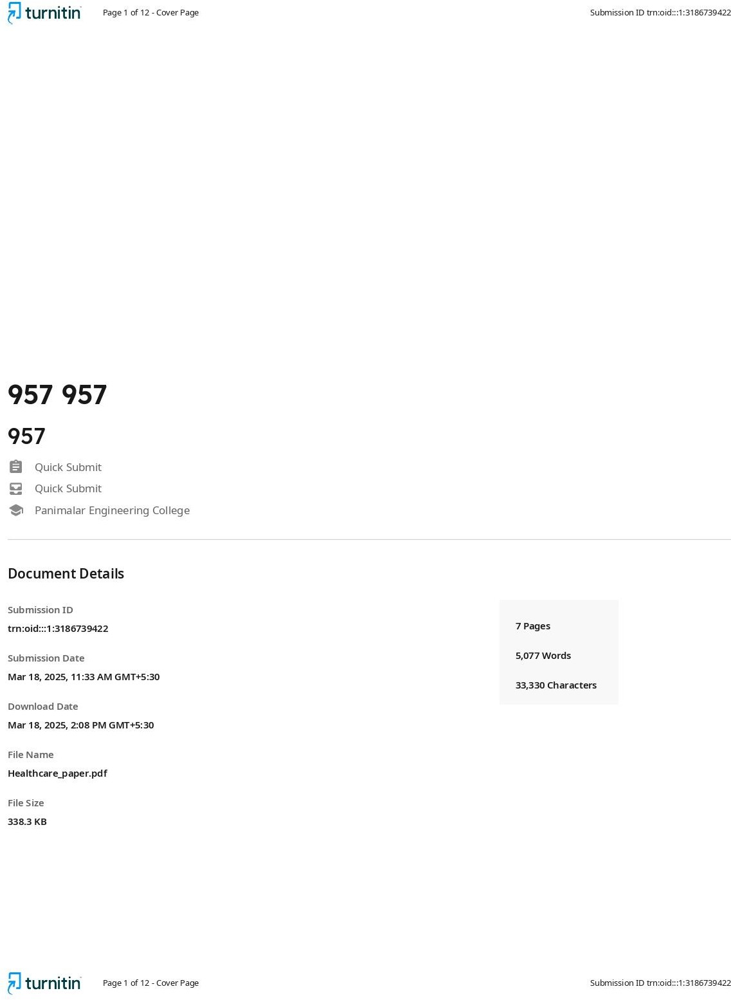 turnitin Page 1 of 12 - Cover Page Submission ID trn:oid:::1:3186739422
957 957
957
Quick Submit
Quick Submit
Panimalar Engineering College
Document Details
Submission ID
trn:oid:::1:3186739422
Submission Date
Mar 18, 2025, 11:33 AM GMT+5:30
Download Date
Mar 18, 2025, 2:08 PM GMT+5:30
File Name
Healthcare_paper.pdf
File Size
338.3 KB
7 Pages
5,077 Words
33,330 Characters
turnitin Page 1 of 12 - Cover Page Submission ID trn:oid:::1:3186739422